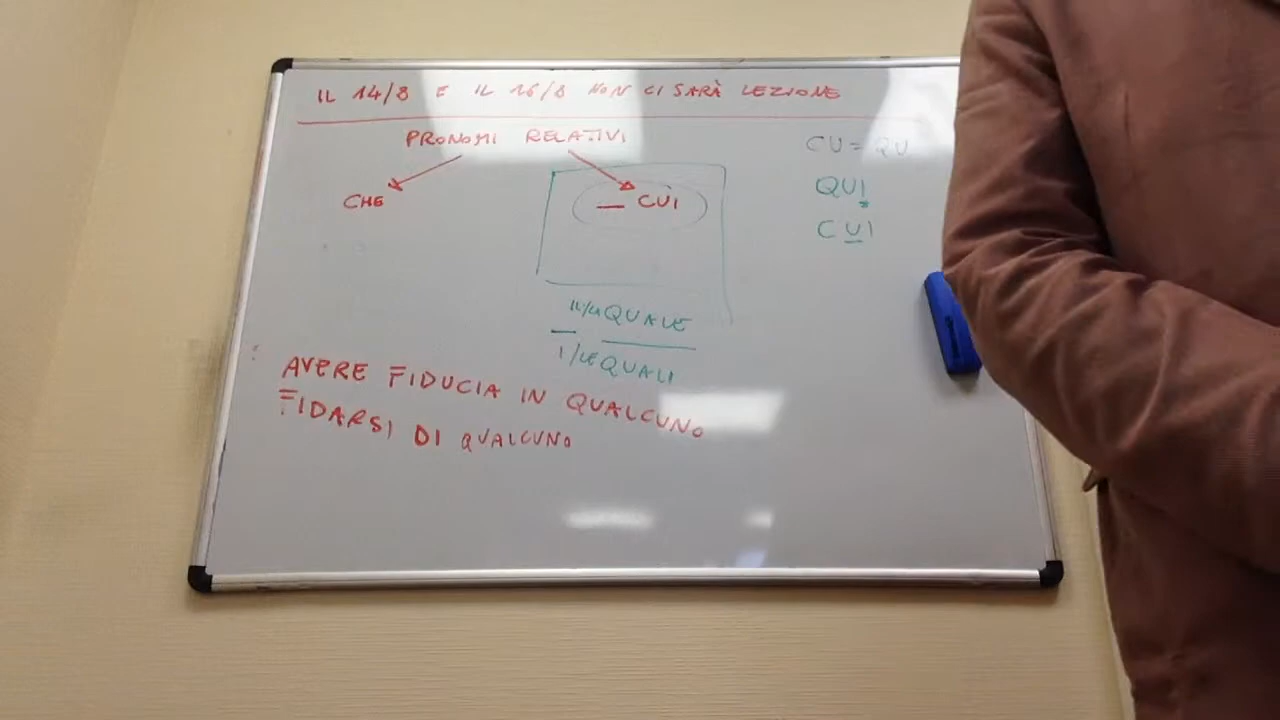 IL 14/8 E IL 16/8 NON CI SARÀ LEZIONE
PRONOMI RELATIVI
CHE
— CUI
CU = QU
QUI
CUI
IL/LA QUALE
I/LE QUALI
AVERE FIDUCIA IN QUALCUNO
FIDARSI DI QUALCUNO